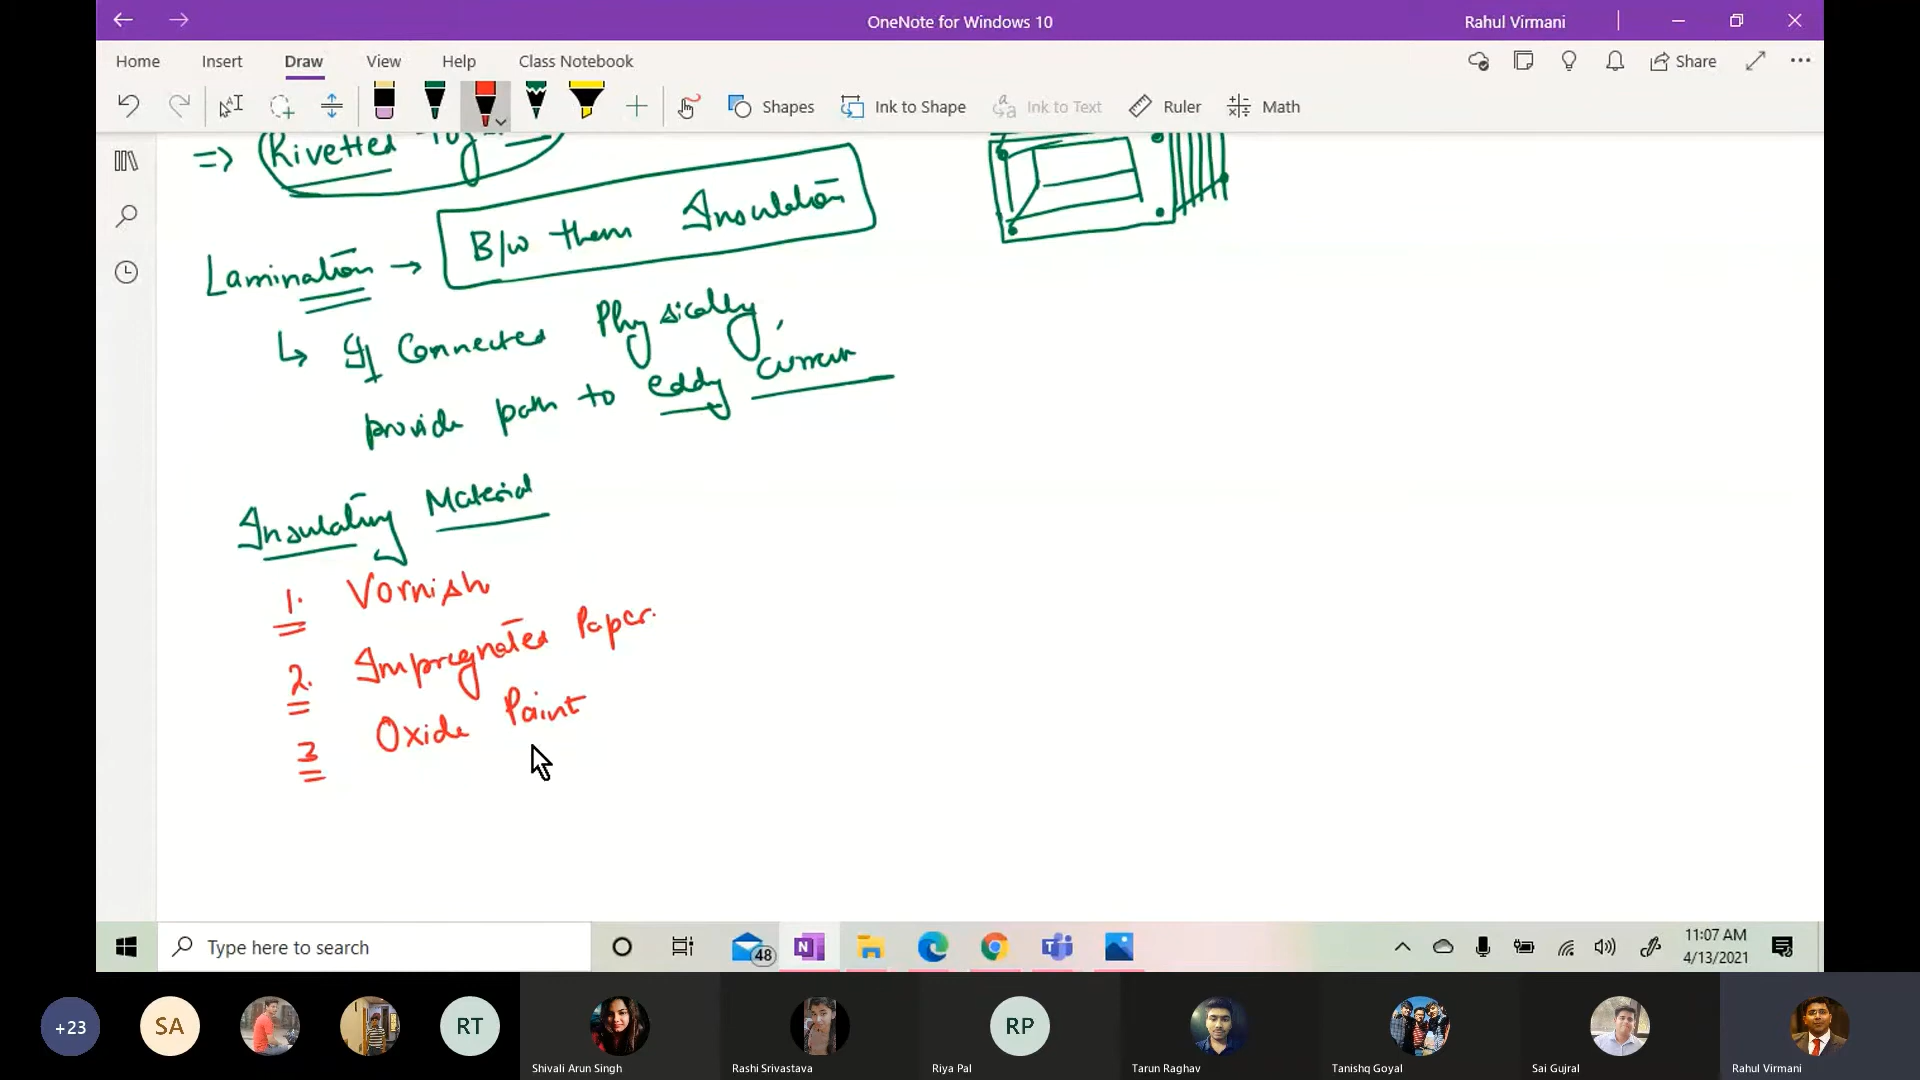 OneNote for Windows 10
Rahul Virmani
Home Insert Draw View Help Class Notebook
Share
Shapes Ink to Shape Ink to Text Ruler Math
=> Rivetted
Lamination → B/w them Insulation
↳ If Connected Physically,
provide path to eddy current
Insulating Material
1. Varnish
2. Impregnated Paper.
3 Oxide Paint
Type here to search
48
N
11:07 AM
4/13/2021
+23
SA
RT
RP
Shivali Arun Singh
Rashi Srivastava
Riya Pal
Tarun Raghav
Tanishq Goyal
Sai Gujral
Rahul Virmani